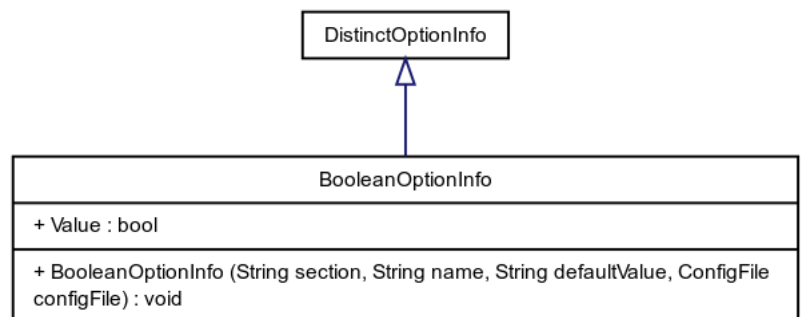 DistinctOptionInfo
BooleanOptionInfo
+ Value : bool
+ BooleanOptionInfo (String section, String name, String defaultValue, ConfigFile
configFile) : void